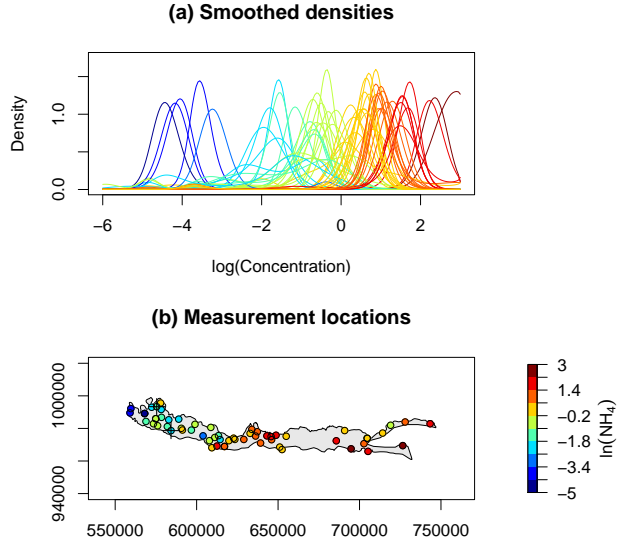 (a) Smoothed densities
Density
1.0
0.0
-6 -4 -2 0 2
log(Concentration)
(b) Measurement locations
1000000
940000
550000 600000 650000 700000 750000
3
1.4
-0.2
-1.8
-3.4
-5
ln(NH4)